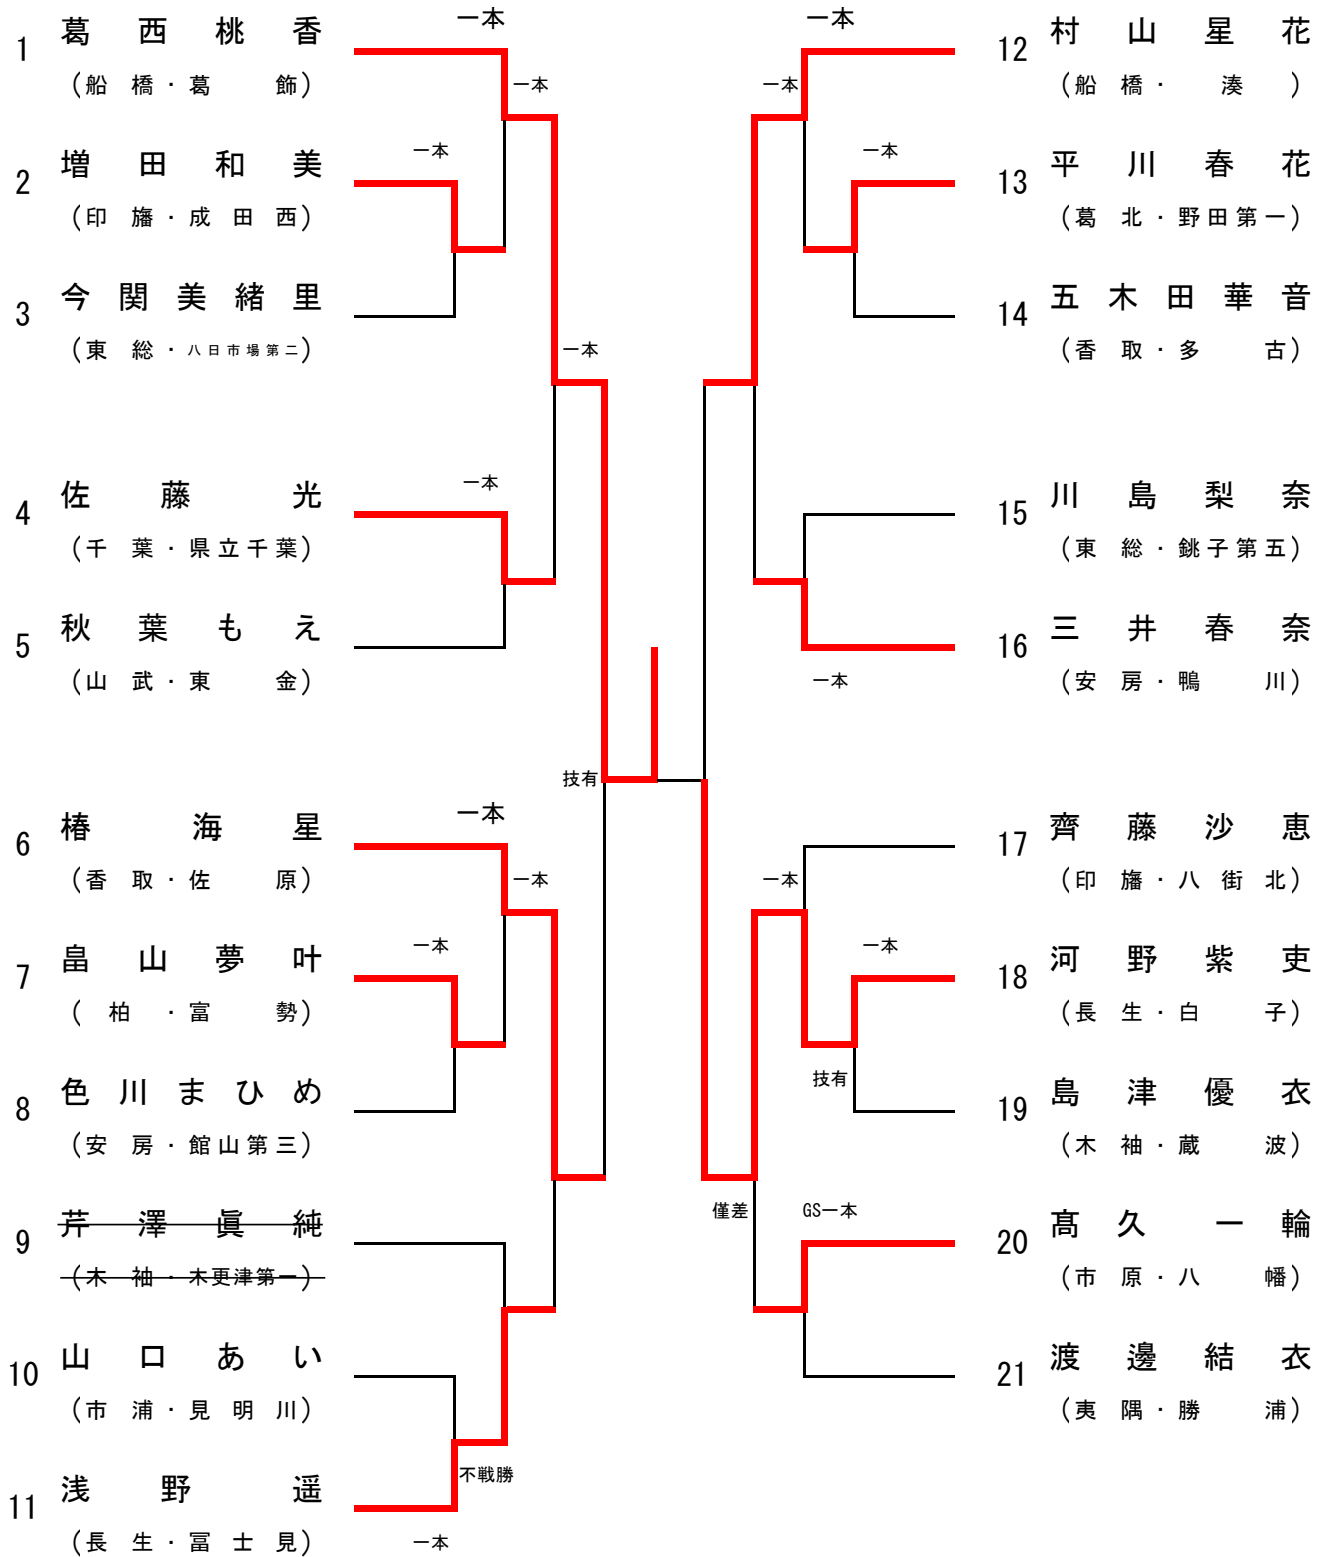 一本
1 葛西桃香
(船橋・葛飾)
一本
一本
2 増田和美
(印旛・成田西)
3 今関美緒里
(東総・八日市場第二)
一本
一本
4 佐藤光
(千葉・県立千葉)
5 秋葉もえ
(山武・東金)
技有
一本
6 椿海星
(香取・佐原)
一本
一本
7 畠山夢叶
(柏・富勢)
8 色川まひめ
(安房・館山第三)
9 芹澤眞純
(木袖・木更津第一)
10 山口あい
(市浦・見明川)
不戦勝
11 浅野遥
(長生・冨士見)
一本
一本
12 村山星花
(船橋・湊)
一本
一本
13 平川春花
(葛北・野田第一)
14 五木田華音
(香取・多古)
15 川島梨奈
(東総・銚子第五)
16 三井春奈
(安房・鴨川)
一本
17 齊藤沙恵
(印旛・八街北)
一本
一本
18 河野紫吏
(長生・白子)
技有
19 島津優衣
(木袖・蔵波)
僅差
GS一本
20 髙久一輪
(市原・八幡)
21 渡邊結衣
(夷隅・勝浦)